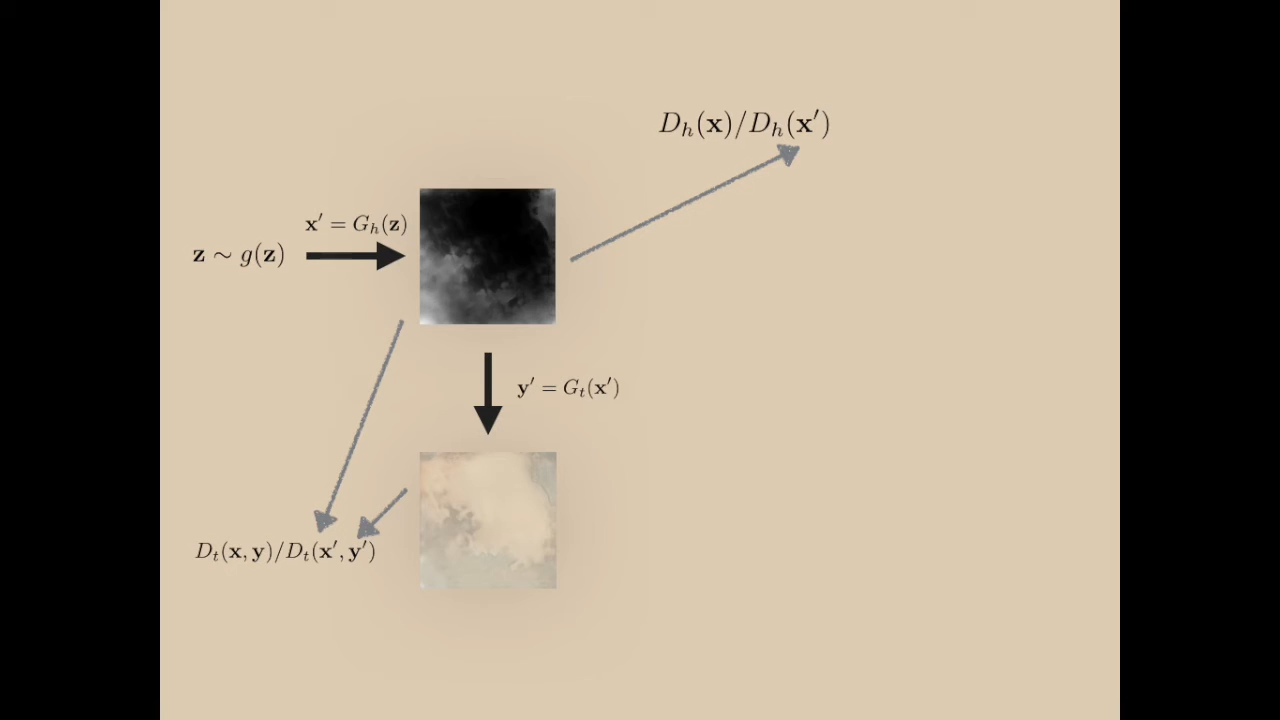 D_h(x)/D_h(x′)
x′ = G_h(z)
z ∼ g(z)
y′ = G_t(x′)
D_t(x, y)/D_t(x′, y′)